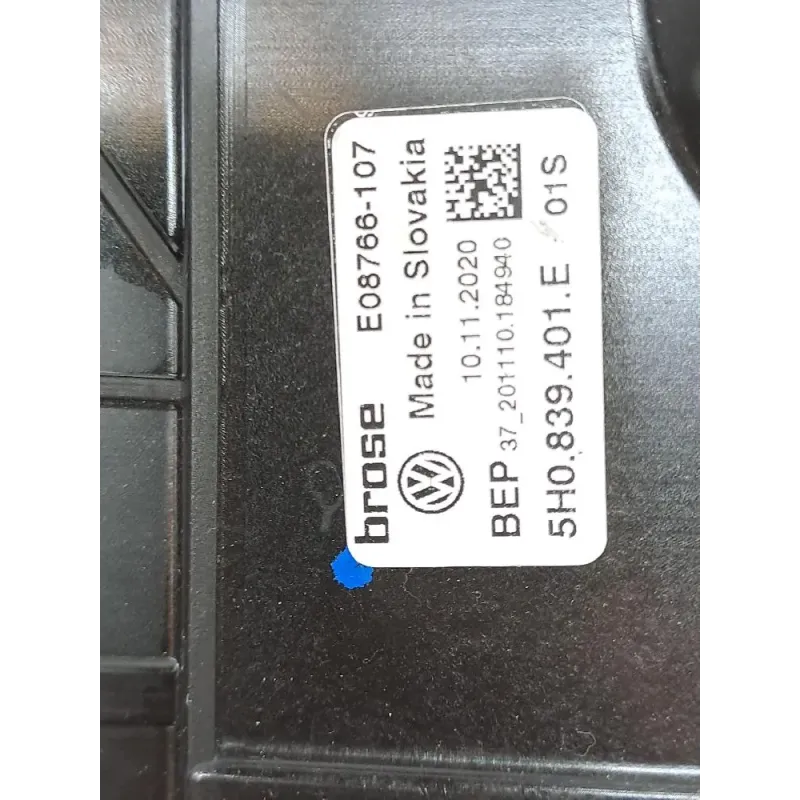 brose E08766-107
Made in Slovakia
10.11.2020
BEP 37_201110.184940
5H0.839.401.E 01S